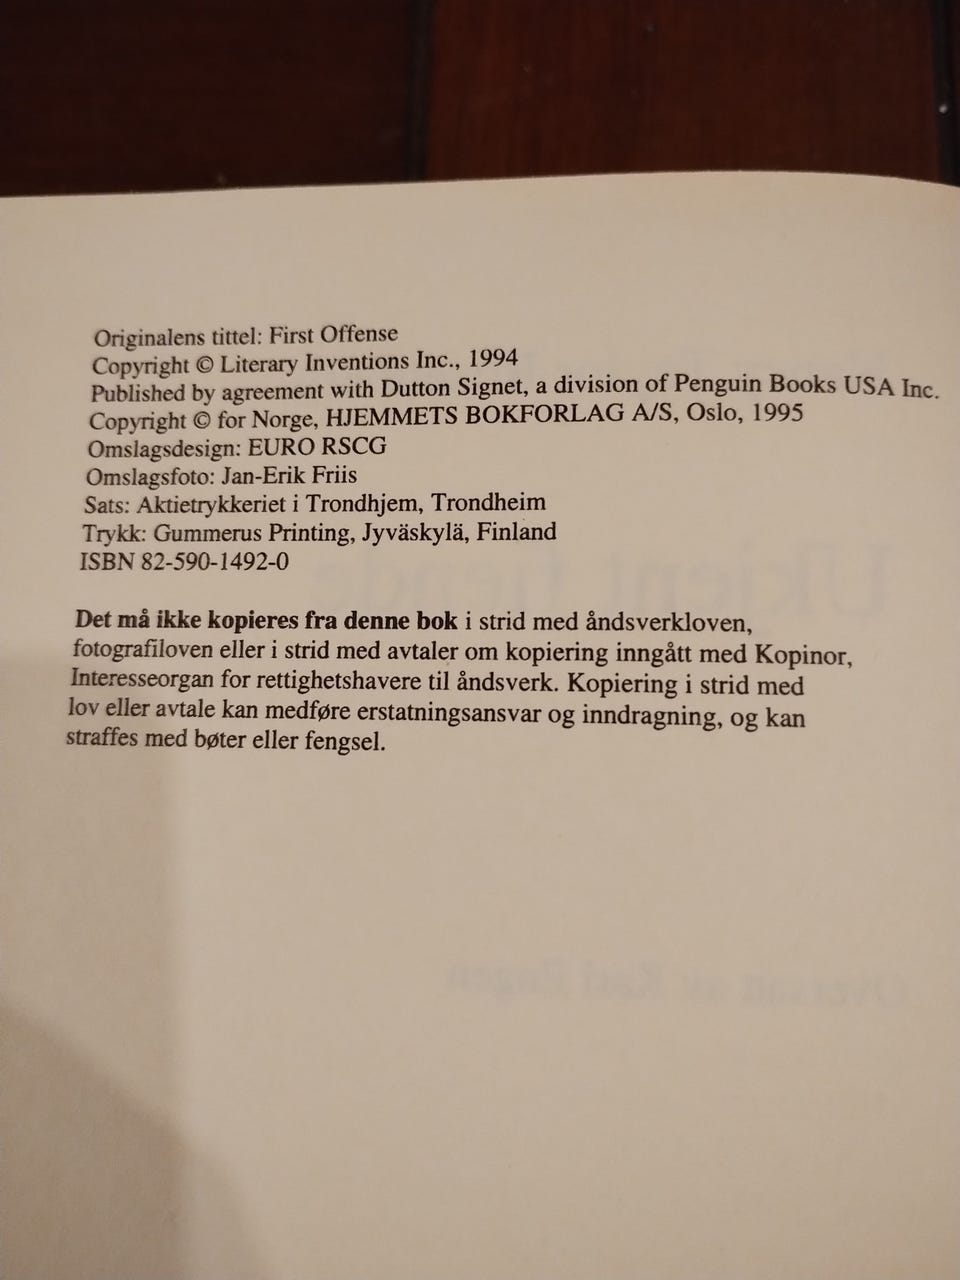 Originalens tittel: First Offense
Copyright © Literary Inventions Inc., 1994
Published by agreement with Dutton Signet, a division of Penguin Books USA Inc.
Copyright © for Norge, HJEMMETS BOKFORLAG A/S, Oslo, 1995
Omslagsdesign: EURO RSCG
Omslagsfoto: Jan-Erik Friis
Sats: Aktietrykkeriet i Trondhjem, Trondheim
Trykk: Gummerus Printing, Jyväskylä, Finland
ISBN 82-590-1492-0
Det må ikke kopieres fra denne bok i strid med åndsverkloven,
fotografiloven eller i strid med avtaler om kopiering inngått med Kopinor,
Interesseorgan for rettighetshavere til åndsverk. Kopiering i strid med
lov eller avtale kan medføre erstatningsansvar og inndragning, og kan
straffes med bøter eller fengsel.